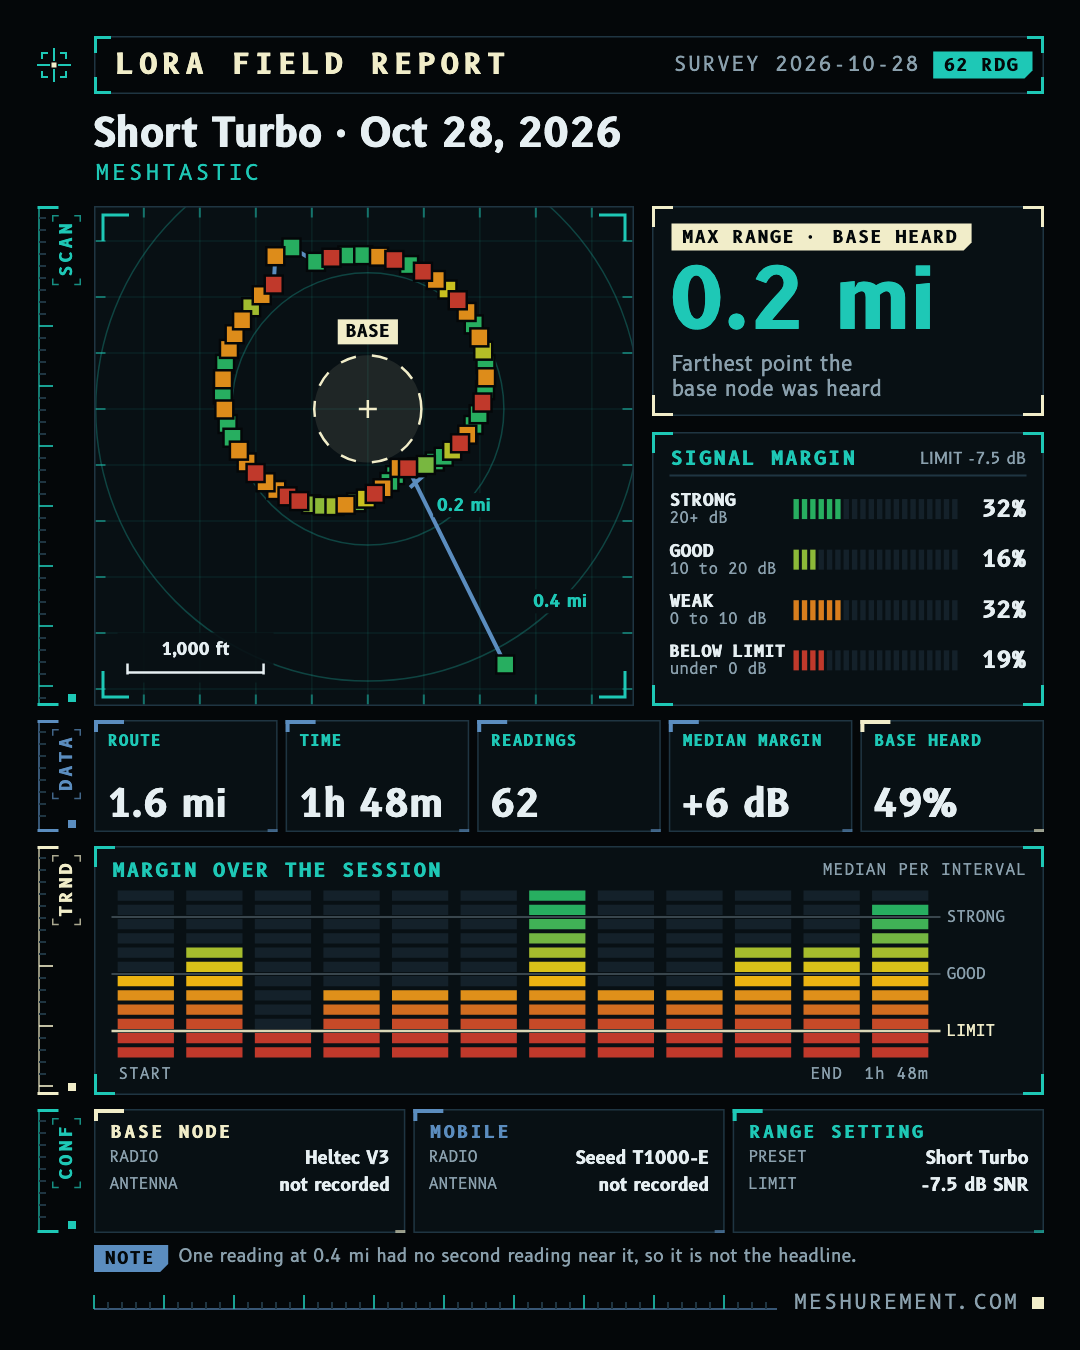 LORA FIELD REPORT
SURVEY 2026-10-28 62 RDG
Short Turbo · Oct 28, 2026
MESHTASTIC
SCAN
BASE
0.2 mi
0.4 mi
1,000 ft
MAX RANGE · BASE HEARD
0.2 mi
Farthest point the
base node was heard
SIGNAL MARGIN LIMIT -7.5 dB
STRONG
20+ dB
32%
GOOD
10 to 20 dB
16%
WEAK
0 to 10 dB
32%
BELOW LIMIT
under 0 dB
19%
DATA
ROUTE
1.6 mi
TIME
1h 48m
READINGS
62
MEDIAN MARGIN
+6 dB
BASE HEARD
49%
TRND
MARGIN OVER THE SESSION MEDIAN PER INTERVAL
STRONG
GOOD
LIMIT
START END 1h 48m
CONF
BASE NODE
RADIO Heltec V3
ANTENNA not recorded
MOBILE
RADIO Seeed T1000-E
ANTENNA not recorded
RANGE SETTING
PRESET Short Turbo
LIMIT -7.5 dB SNR
NOTE One reading at 0.4 mi had no second reading near it, so it is not the headline.
MESHUREMENT.COM